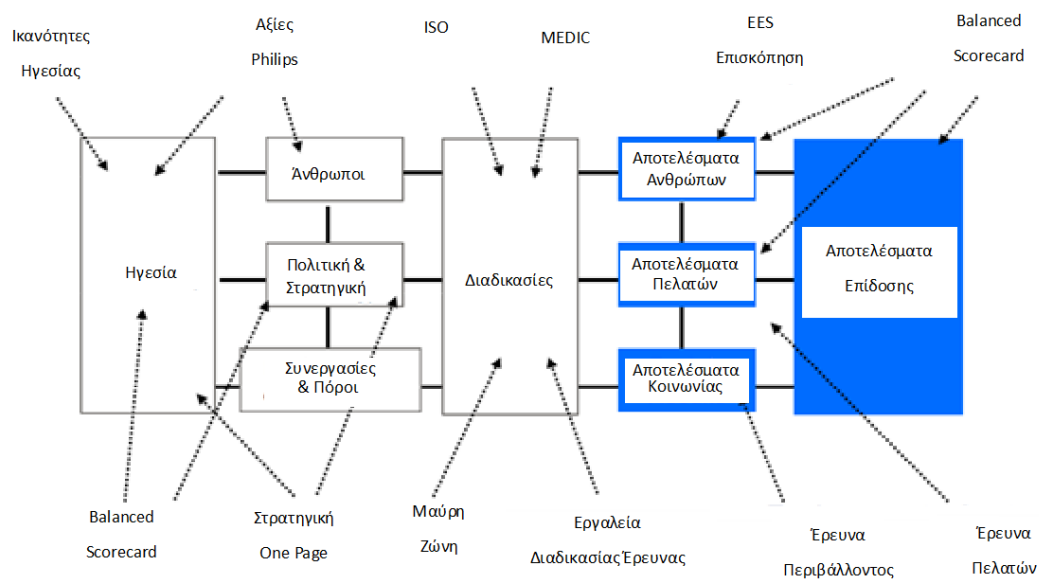 Ικανότητες
Ηγεσίας
Αξίες
Philips
ISO
MEDIC
EES
Επισκόπηση
Balanced
Scorecard
Ηγεσία
Άνθρωποι
Πολιτική &
Στρατηγική
Συνεργασίες
& Πόροι
Διαδικασίες
Αποτελέσματα
Ανθρώπων
Αποτελέσματα
Πελατών
Αποτελέσματα
Κοινωνίας
Αποτελέσματα
Επίδοσης
Balanced
Scorecard
Στρατηγική
One Page
Μαύρη
Ζώνη
Εργαλεία
Διαδικασίας Έρευνας
Έρευνα
Περιβάλλοντος
Έρευνα
Πελατών